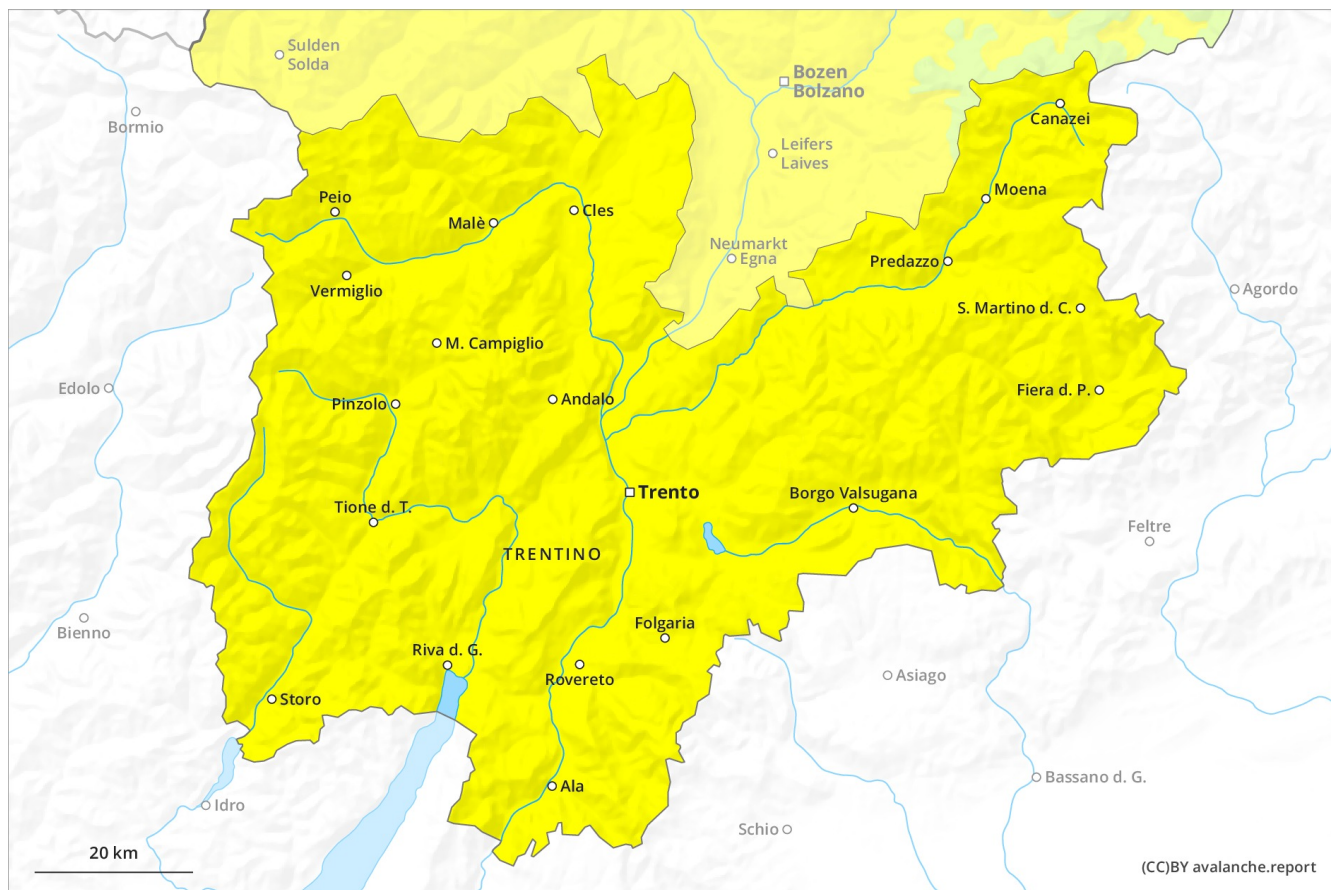 Sulden
Solda
Bozen
Bolzano
Bormio
Canazei
Leifers
Laives
Peio
Moena
Malè
Cles
Neumarkt
Egna
Predazzo
Vermiglio
Agordo
S. Martino d. C.
M. Campiglio
Edolo
Pinzolo
Andalo
Fiera d. P.
Trento
Borgo Valsugana
Tione d. T.
Feltre
TRENTINO
Bienno
Folgaria
Riva d. G.
Rovereto
Asiago
Storo
Ala
Bassano d. G.
Idro
Schio
20 km
(CC)BY avalanche.report